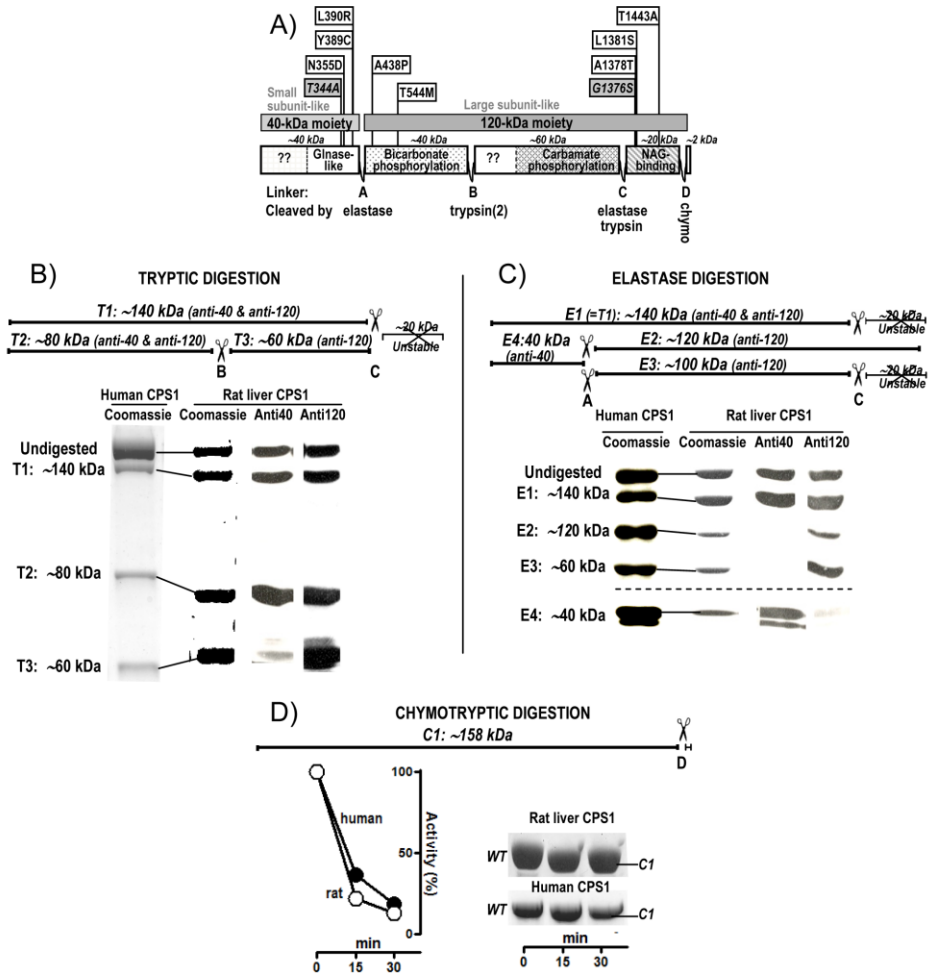 A)
L390R
T1443A
Y389C
L1381S
N355D
A438P
A1378T
T344A
T544M
G1376S
Small
subunit-like
Large subunit-like
40-kDa moiety
120-kDa moiety
~40 kDa
~40 kDa
~60 kDa
~20 kDa
~2 kDa
??
Glnase-
like
Bicarbonate
phosphorylation
??
Carbamate
phosphorylation
NAG-
binding
Linker:
A
B
C
D
Cleaved by
elastase
trypsin(2)
elastase
trypsin
chymo
B)
TRYPTIC DIGESTION
T1: ~140 kDa (anti-40 & anti-120)
~20 kDa
Unstable
T2: ~80 kDa (anti-40 & anti-120)
T3: ~60 kDa (anti-120)
B
C
Human CPS1
Rat liver CPS1
Coomassie
Coomassie
Anti40
Anti120
Undigested
T1: ~140 kDa
T2: ~80 kDa
T3: ~60 kDa
C)
ELASTASE DIGESTION
E1 (=T1): ~140 kDa (anti-40 & anti-120)
~20 kDa
Unstable
E4:40 kDa
(anti-40)
E2: ~120 kDa (anti-120)
E3: ~100 kDa (anti-120)
~20 kDa
Unstable
A
C
Human CPS1
Rat liver CPS1
Coomassie
Coomassie
Anti40
Anti120
Undigested
E1: ~140 kDa
E2: ~120 kDa
E3: ~60 kDa
E4: ~40 kDa
D)
CHYMOTRYPTIC DIGESTION
C1: ~158 kDa
D
100
50
0
Activity (%)
human
rat
min
0
15
30
Rat liver CPS1
WT
C1
Human CPS1
WT
C1
min
0
15
30